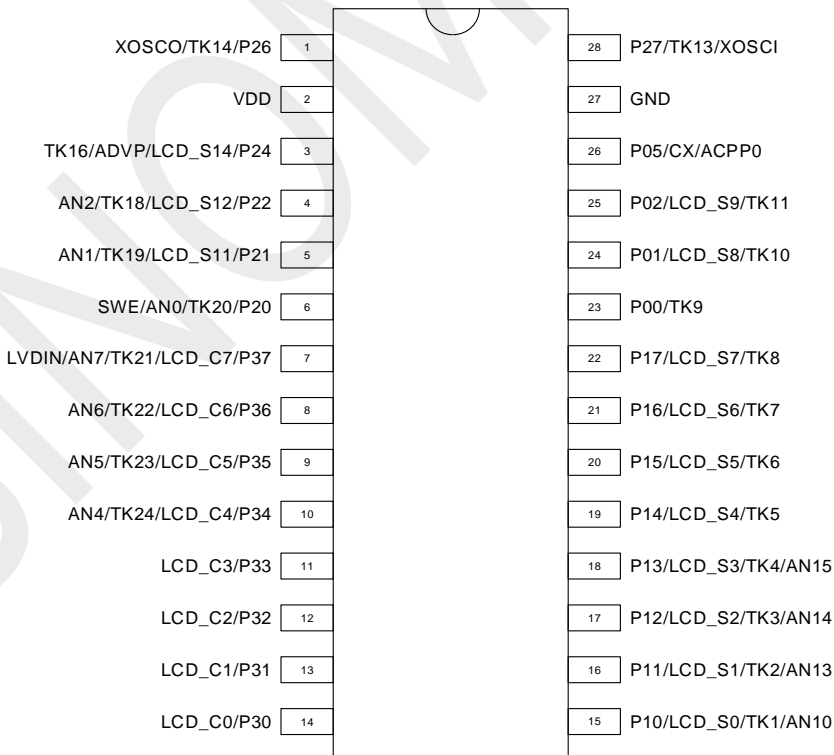 XOSCO/TK14/P26 1 28 P27/TK13/XOSCI
VDD 2 27 GND
TK16/ADVP/LCD_S14/P24 3 26 P05/CX/ACPP0
AN2/TK18/LCD_S12/P22 4 25 P02/LCD_S9/TK11
AN1/TK19/LCD_S11/P21 5 24 P01/LCD_S8/TK10
SWE/AN0/TK20/P20 6 23 P00/TK9
LVDIN/AN7/TK21/LCD_C7/P37 7 22 P17/LCD_S7/TK8
AN6/TK22/LCD_C6/P36 8 21 P16/LCD_S6/TK7
AN5/TK23/LCD_C5/P35 9 20 P15/LCD_S5/TK6
AN4/TK24/LCD_C4/P34 10 19 P14/LCD_S4/TK5
LCD_C3/P33 11 18 P13/LCD_S3/TK4/AN15
LCD_C2/P32 12 17 P12/LCD_S2/TK3/AN14
LCD_C1/P31 13 16 P11/LCD_S1/TK2/AN13
LCD_C0/P30 14 15 P10/LCD_S0/TK1/AN10